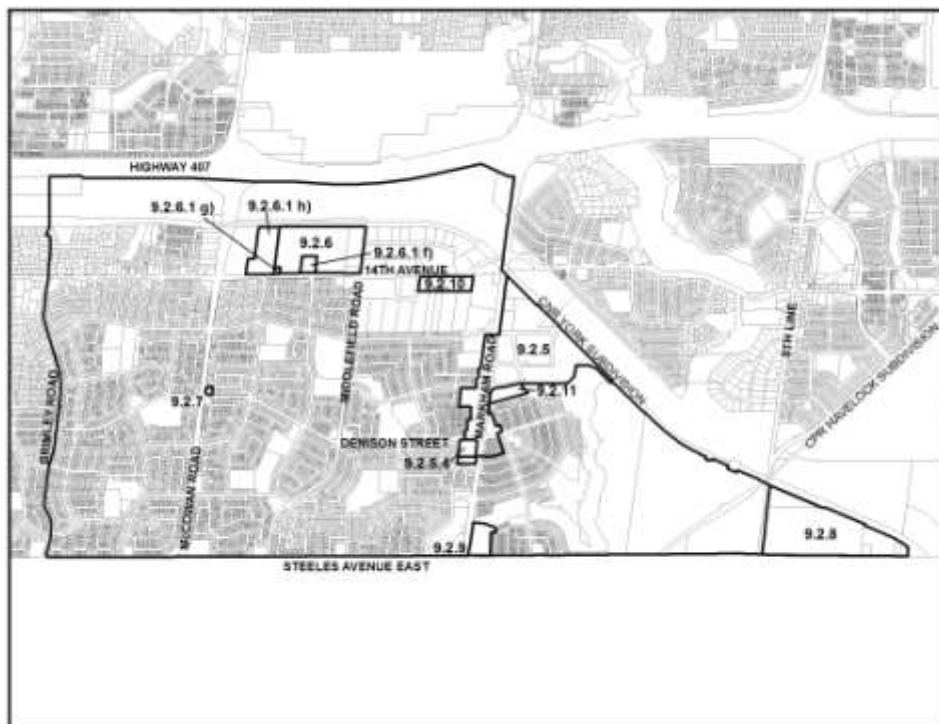 HIGHWAY 407
9.2.6.1 g)
9.2.6.1 h)
9.2.6
9.2.6.1 f)
14TH AVENUE
9.2.10
CNR YORK SUBDIVISION
8TH LINE
MIDDLEFIELD ROAD
9.2.5
MARKHAM ROAD
CPR HAVELOCK SUBDIVISION
BRIMLEY ROAD
9.2.7
9.2.11
DENISON STREET
9.2.5.4
McCOWAN ROAD
9.2.8
9.2.9
STEELES AVENUE EAST